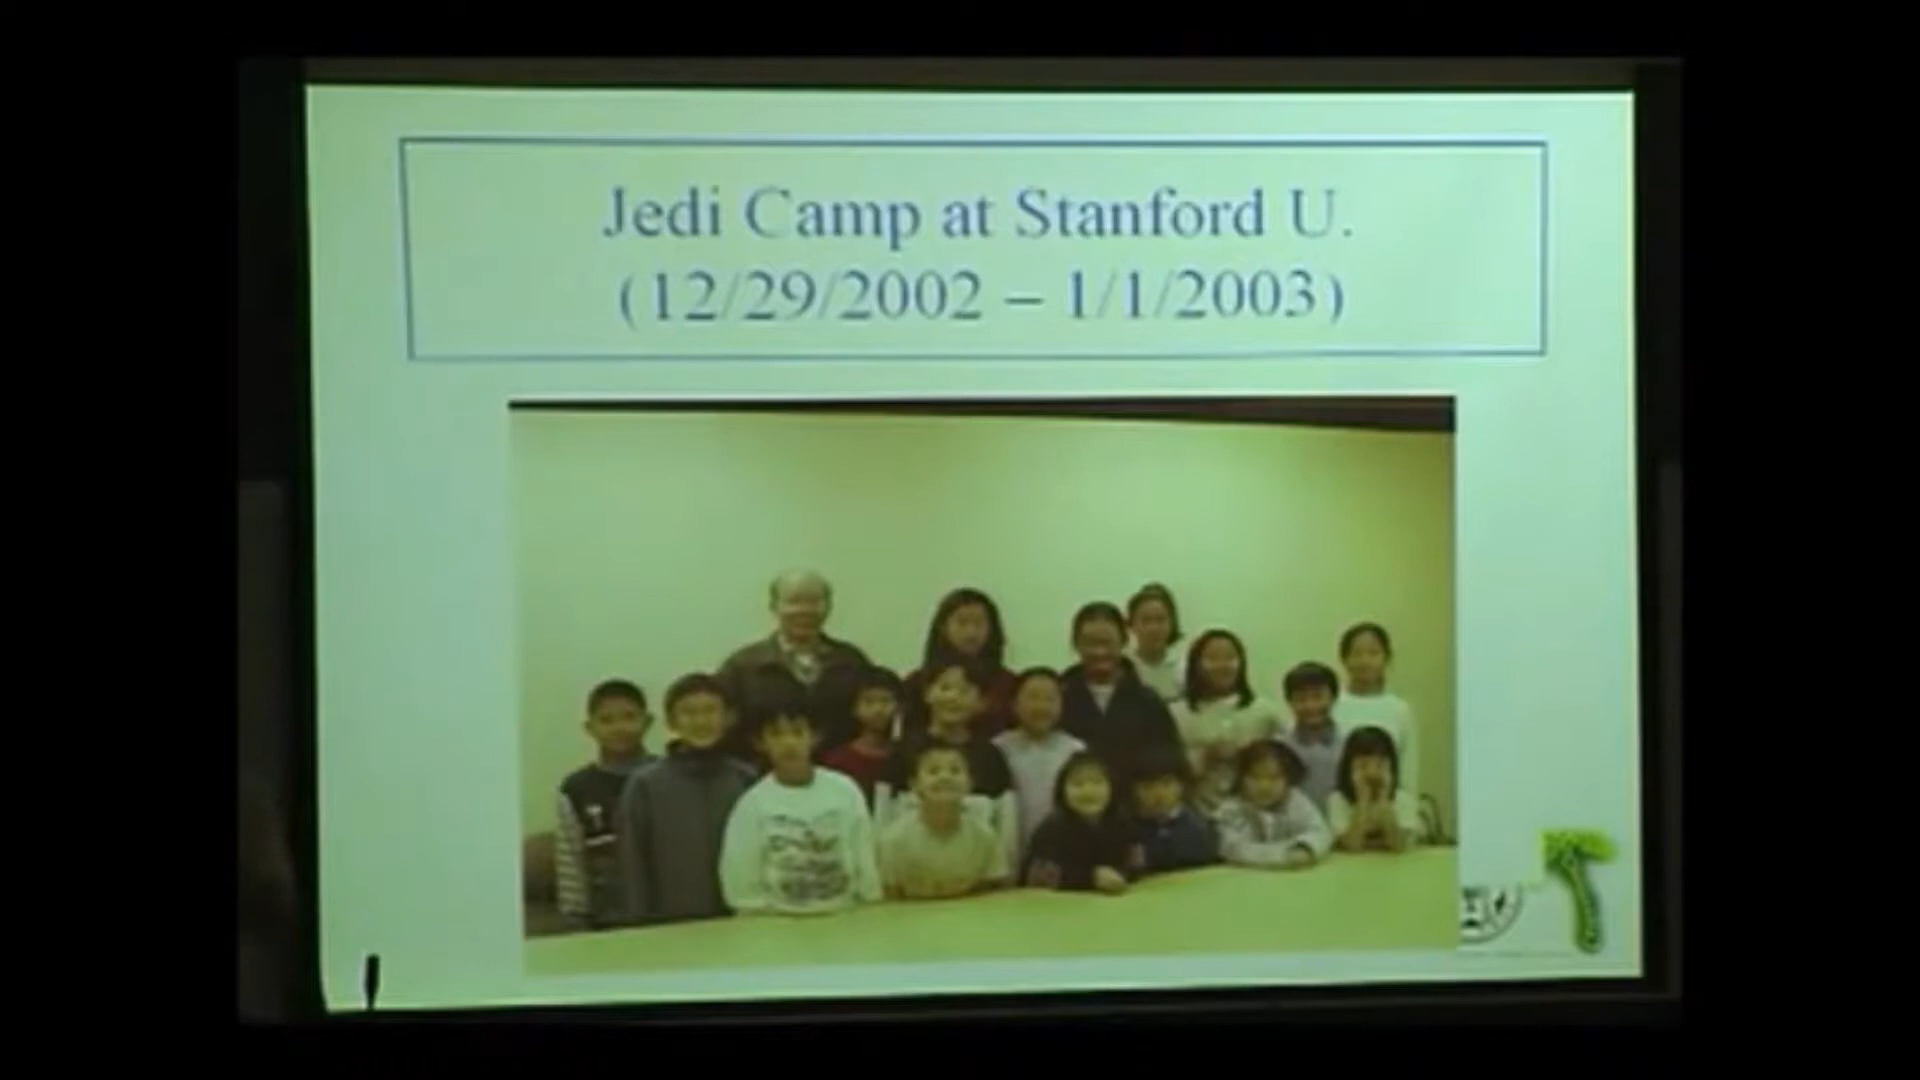 Jedi Camp at Stanford U.
(12/29/2002 – 1/1/2003)